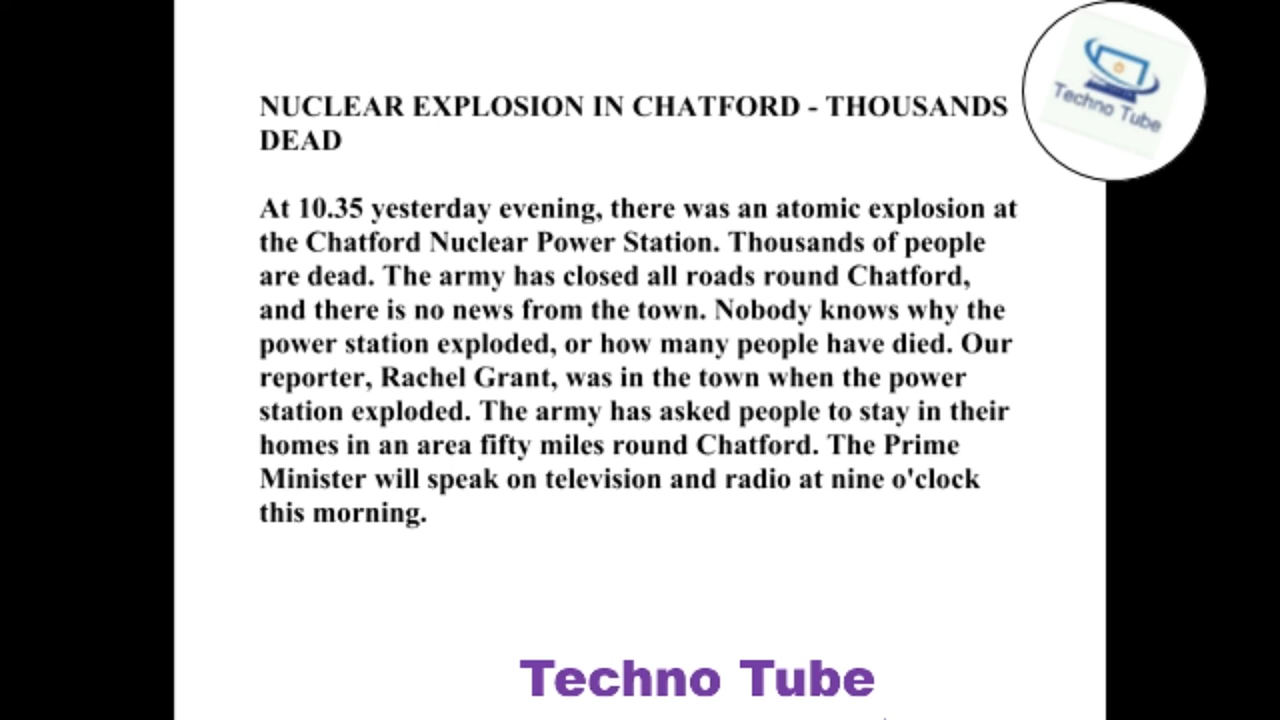 Techno Tube
NUCLEAR EXPLOSION IN CHATFORD - THOUSANDS
DEAD
At 10.35 yesterday evening, there was an atomic explosion at
the Chatford Nuclear Power Station. Thousands of people
are dead. The army has closed all roads round Chatford,
and there is no news from the town. Nobody knows why the
power station exploded, or how many people have died. Our
reporter, Rachel Grant, was in the town when the power
station exploded. The army has asked people to stay in their
homes in an area fifty miles round Chatford. The Prime
Minister will speak on television and radio at nine o'clock
this morning.
Techno Tube